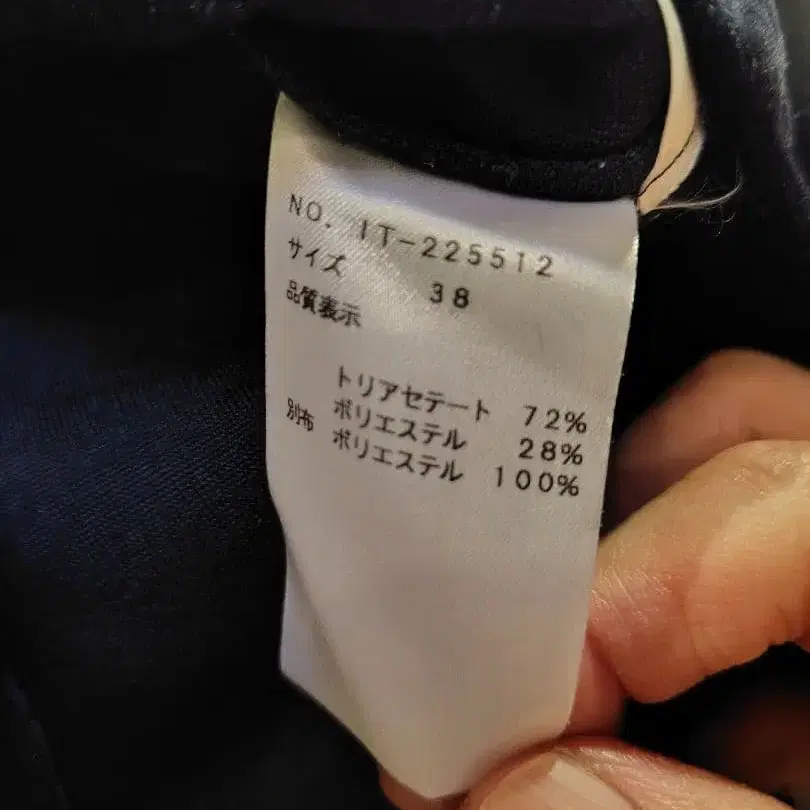 NO. IT-225512
サイズ 38
品質表示
トリアセテート 72%
ポリエステル 28%
別布 ポリエステル 100%